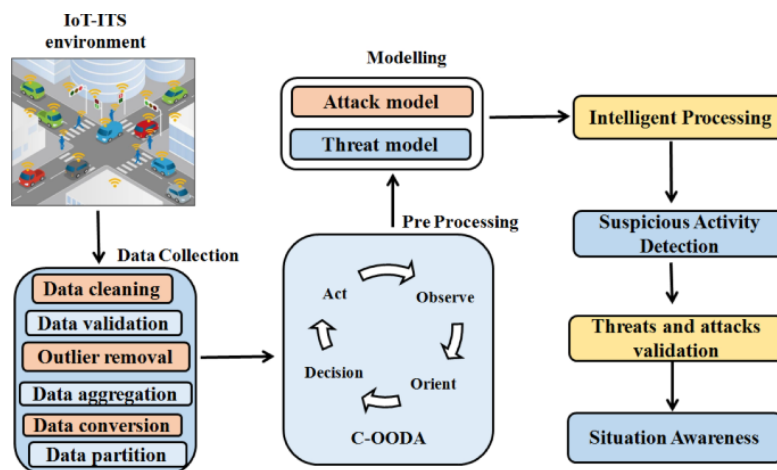 IoT-ITS
environment
Data Collection
Data cleaning
Data validation
Outlier removal
Data aggregation
Data conversion
Data partition
Pre Processing
Act
Observe
Decision
Orient
C-OODA
Modelling
Attack model
Threat model
Intelligent Processing
Suspicious Activity
Detection
Threats and attacks
validation
Situation Awareness